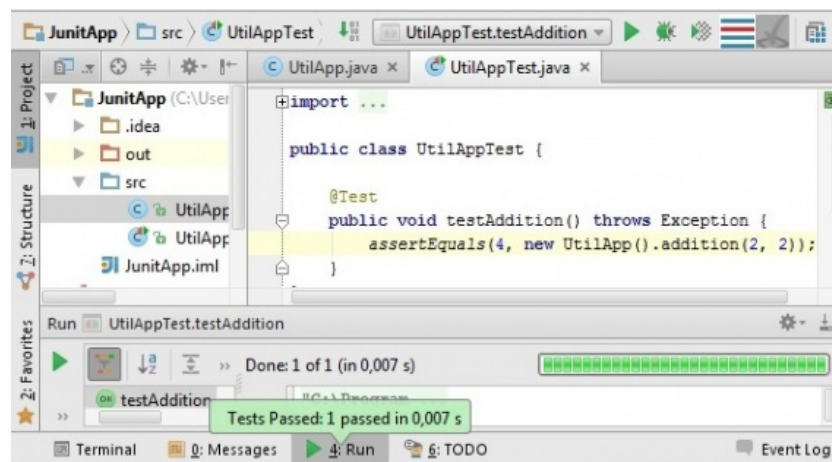 JunitApp src UtilAppTest UtilAppTest.testAddition
1: Project
UtilApp.java × UtilAppTest.java ×
JunitApp (C:\User
.idea
out
src
UtilApp
UtilApp
JunitApp.iml
import ...
public class UtilAppTest {
@Test
public void testAddition() throws Exception {
assertEquals(4, new UtilApp().addition(2, 2));
}
Z: Structure
2: Favorites
Run UtilAppTest.testAddition
Done: 1 of 1 (in 0,007 s)
OK testAddition
Tests Passed: 1 passed in 0,007 s
Terminal 0: Messages 4: Run 6: TODO Event Log